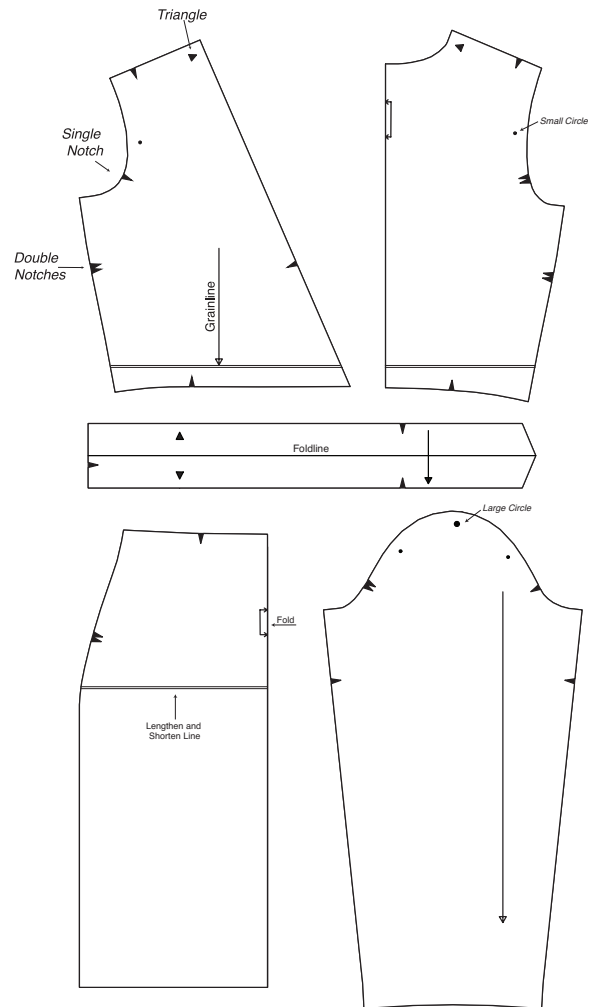 Triangle
Small Circle
Single
Notch
Double
Notches
Grainline
Foldline
Large Circle
Fold
Lengthen and
Shorten Line